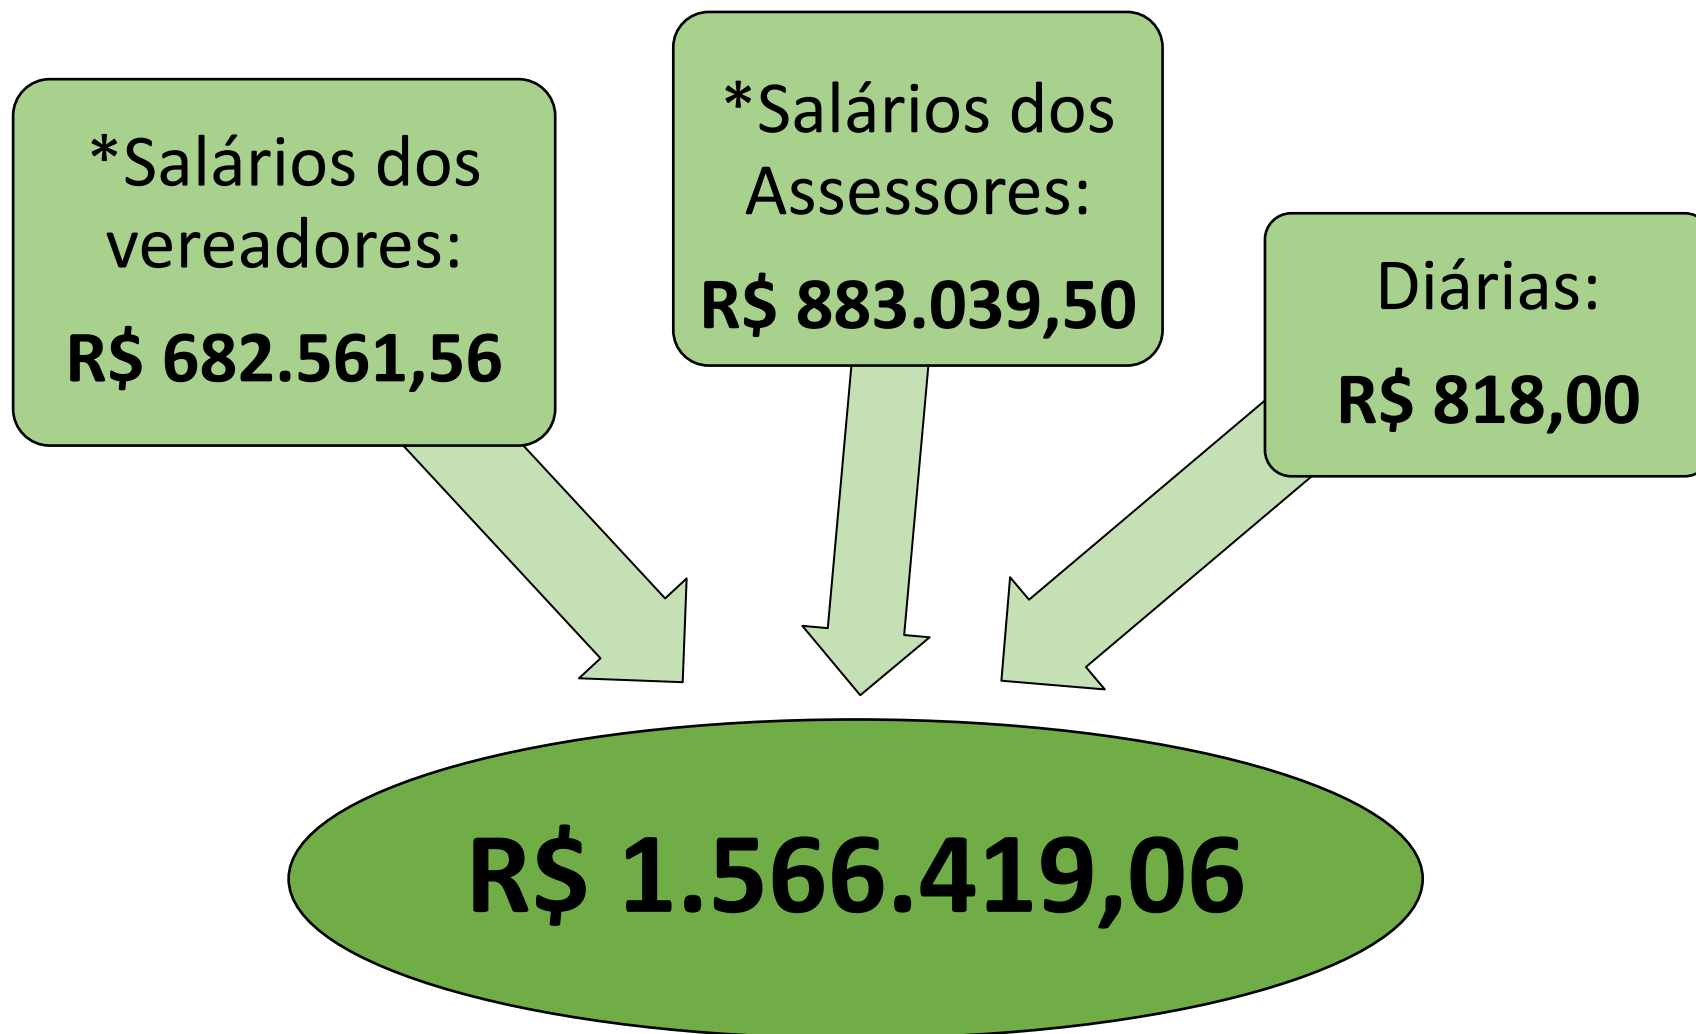 *Salários dos
vereadores:
R$ 682.561,56
*Salários dos
Assessores:
R$ 883.039,50
Diárias:
R$ 818,00
R$ 1.566.419,06